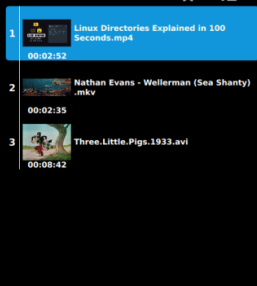 1
Linux Directories Explained in 100
Seconds.mp4
00:02:52
2
Nathan Evans - Wellerman (Sea Shanty)
.mkv
00:02:35
3
Three.Little.Pigs.1933.avi
00:08:42